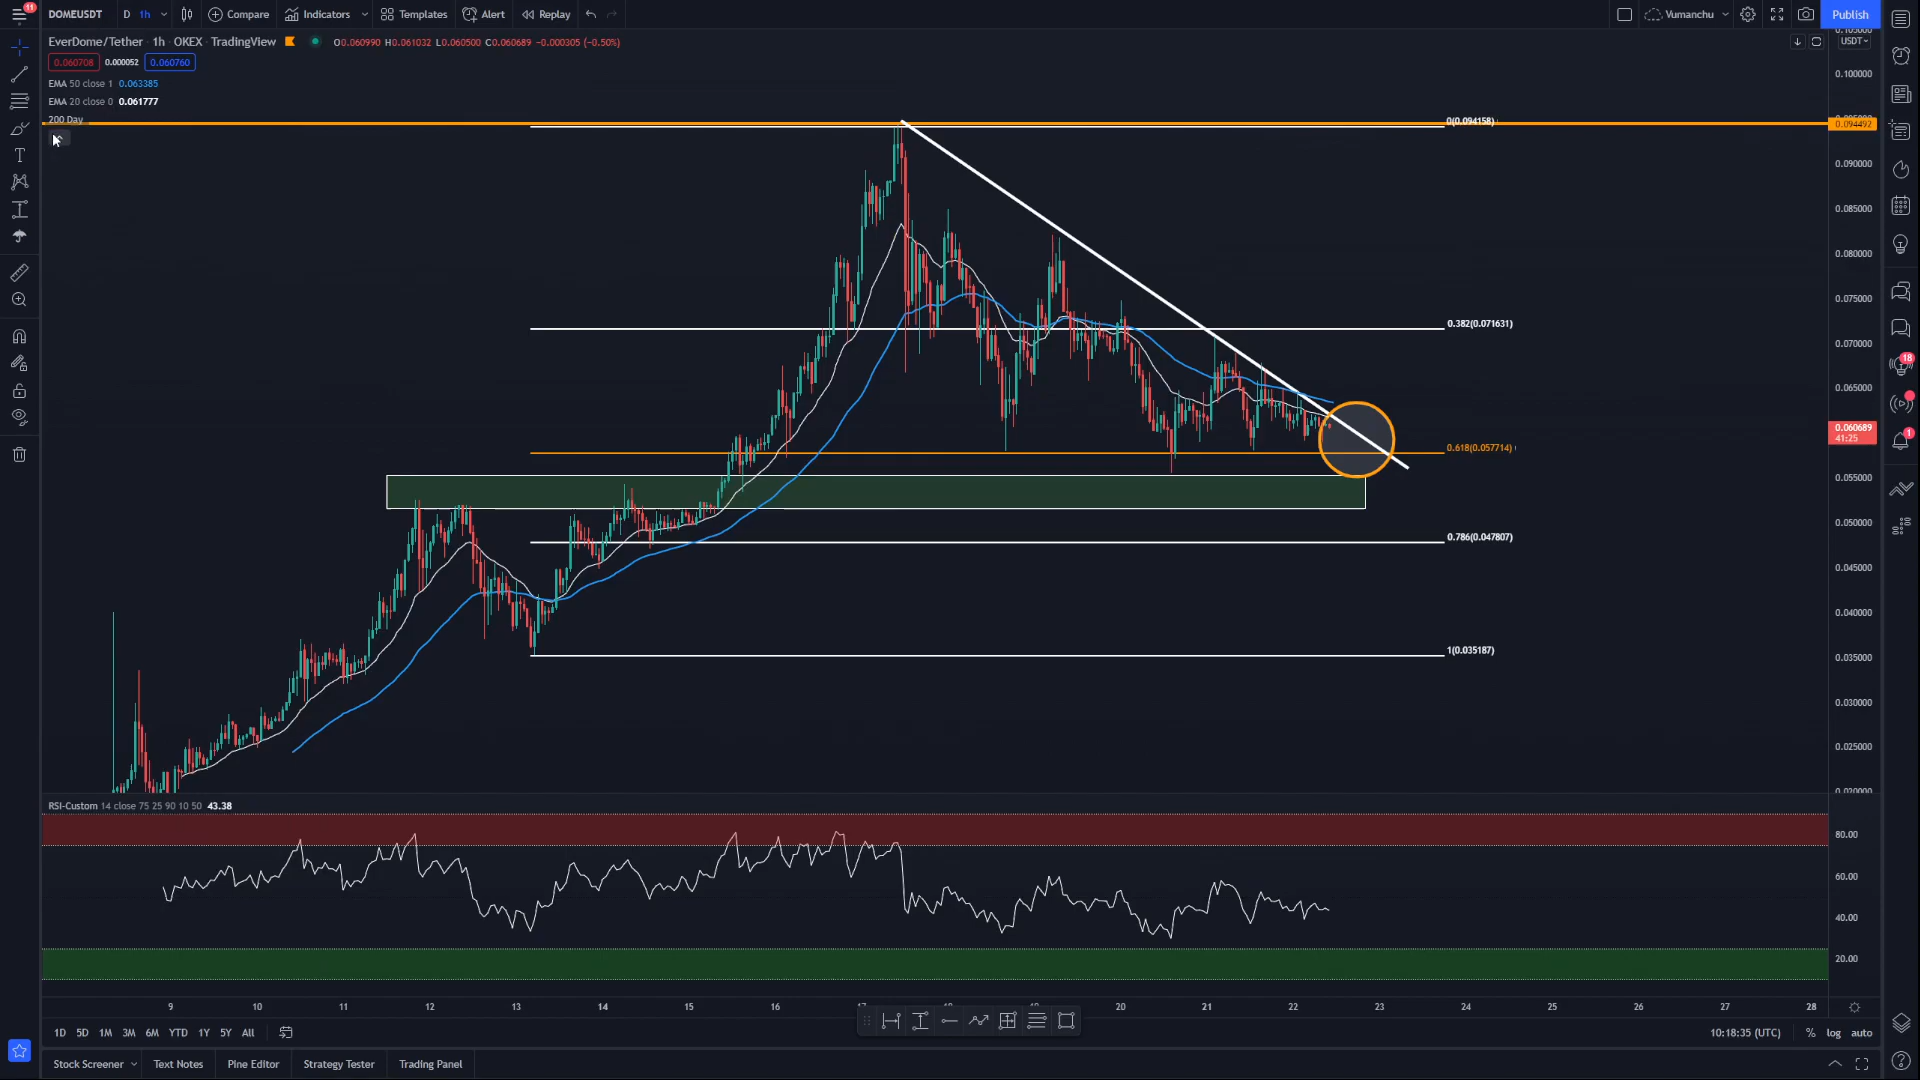 11
DOMEUSDT D 1h Compare Indicators Templates Alert Replay Vumanchu Publish
EverDome/Tether · 1h · OKEX · TradingView O0.060990 H0.061032 L0.060500 C0.060689 −0.000305 (−0.50%)
USDT
0.060708 0.000052 0.060760
EMA 50 close 1 0.063385
EMA 20 close 0 0.061777
200 Day
0(0.094158)
0.382(0.071631)
0.618(0.057714)
0.786(0.047807)
1(0.035187)
0.100000
0.094492
0.090000
0.085000
0.080000
0.075000
0.070000
0.065000
0.060689
41:25
0.055000
0.050000
0.045000
0.040000
0.035000
0.030000
0.025000
18
1
RSI-Custom 14 close 75 25 90 10 50 43.38
80.00
60.00
40.00
20.00
9 10 11 12 13 14 15 16 17 20 21 22 23 24 25 26 27 28
1D 5D 1M 3M 6M YTD 1Y 5Y All 10:18:35 (UTC) % log auto
Stock Screener Text Notes Pine Editor Strategy Tester Trading Panel